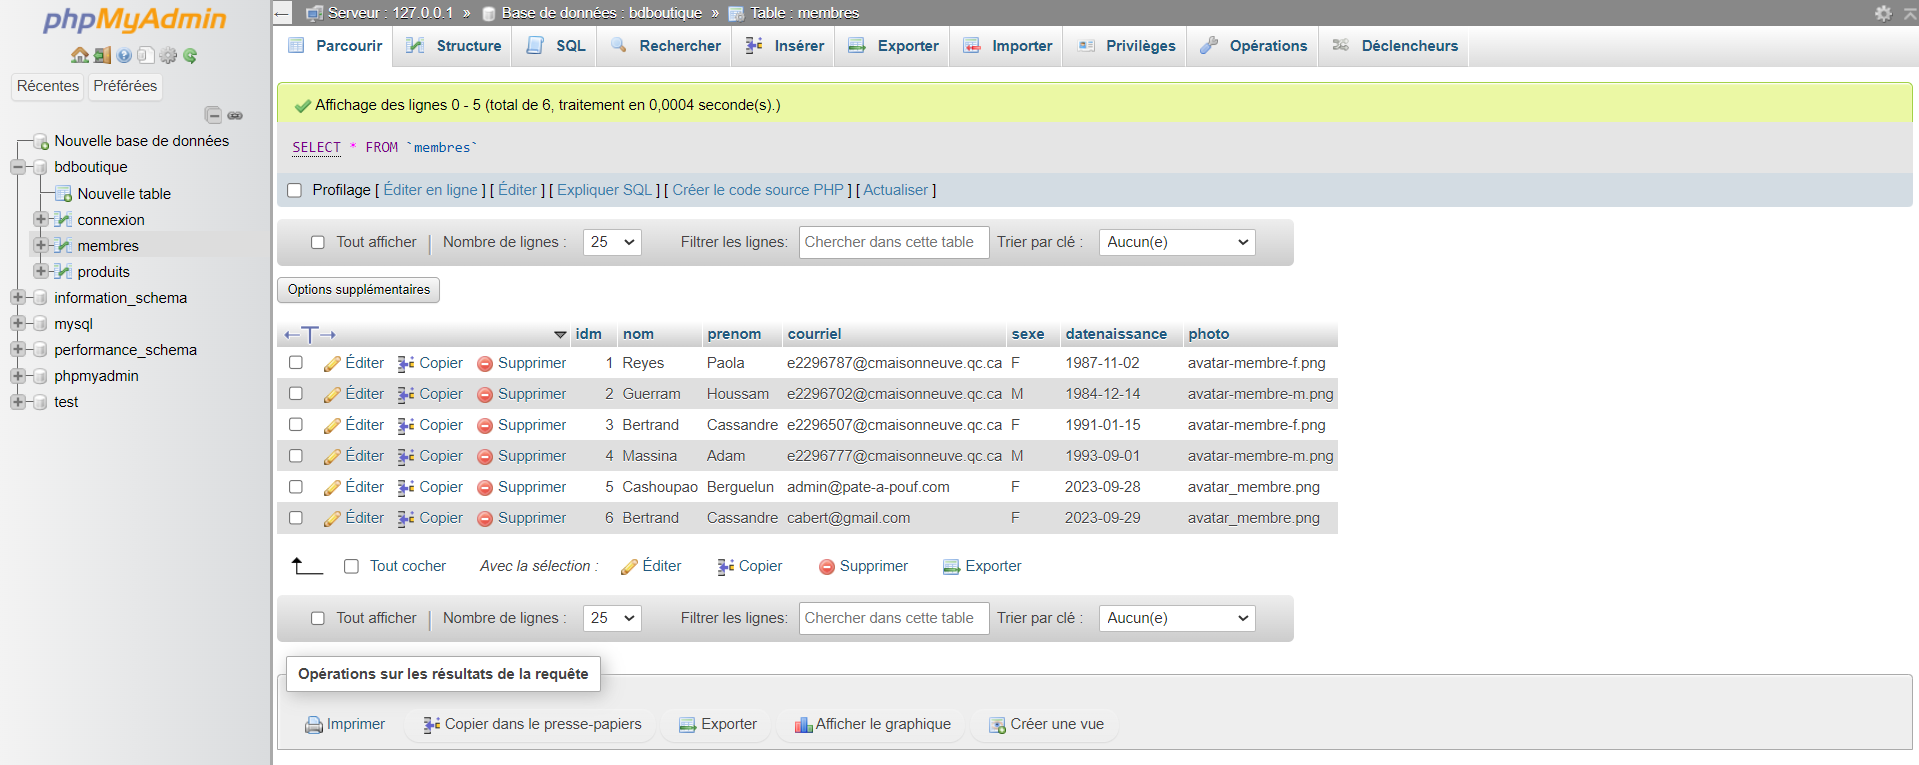 phpMyAdmin
Récentes Préférées
Nouvelle base de données
bdboutique
Nouvelle table
connexion
membres
produits
information_schema
mysql
performance_schema
phpmyadmin
test
Serveur : 127.0.0.1 » Base de données : bdboutique » Table : membres
Parcourir Structure SQL Rechercher Insérer Exporter Importer Privilèges Opérations Déclencheurs
Affichage des lignes 0 - 5 (total de 6, traitement en 0,0004 seconde(s).)
SELECT * FROM `membres`
Profilage [ Éditer en ligne ] [ Éditer ] [ Expliquer SQL ] [ Créer le code source PHP ] [ Actualiser ]
Tout afficher | Nombre de lignes : 25 Filtrer les lignes: Chercher dans cette table Trier par clé : Aucun(e)
Options supplémentaires
idm nom prenom courriel sexe datenaissance photo
Éditer Copier Supprimer 1 Reyes Paola e2296787@cmaisonneuve.qc.ca F 1987-11-02 avatar-membre-f.png
Éditer Copier Supprimer 2 Guerram Houssam e2296702@cmaisonneuve.qc.ca M 1984-12-14 avatar-membre-m.png
Éditer Copier Supprimer 3 Bertrand Cassandre e2296507@cmaisonneuve.qc.ca F 1991-01-15 avatar-membre-f.png
Éditer Copier Supprimer 4 Massina Adam e2296777@cmaisonneuve.qc.ca M 1993-09-01 avatar-membre-m.png
Éditer Copier Supprimer 5 Cashoupao Berguelun admin@pate-a-pouf.com F 2023-09-28 avatar_membre.png
Éditer Copier Supprimer 6 Bertrand Cassandre cabert@gmail.com F 2023-09-29 avatar_membre.png
Tout cocher Avec la sélection : Éditer Copier Supprimer Exporter
Tout afficher | Nombre de lignes : 25 Filtrer les lignes: Chercher dans cette table Trier par clé : Aucun(e)
Opérations sur les résultats de la requête
Imprimer Copier dans le presse-papiers Exporter Afficher le graphique Créer une vue